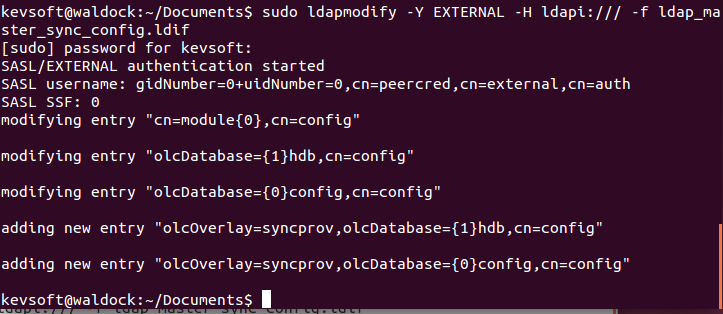 kevsoft@waldock:~/Documents$ sudo ldapmodify -Y EXTERNAL -H ldapi:/// -f ldap_ma
ster_sync_config.ldif
[sudo] password for kevsoft:
SASL/EXTERNAL authentication started
SASL username: gidNumber=0+uidNumber=0,cn=peercred,cn=external,cn=auth
SASL SSF: 0
modifying entry "cn=module{0},cn=config"
modifying entry "olcDatabase={1}hdb,cn=config"
modifying entry "olcDatabase={0}config,cn=config"
adding new entry "olcOverlay=syncprov,olcDatabase={1}hdb,cn=config"
adding new entry "olcOverlay=syncprov,olcDatabase={0}config,cn=config"
kevsoft@waldock:~/Documents$